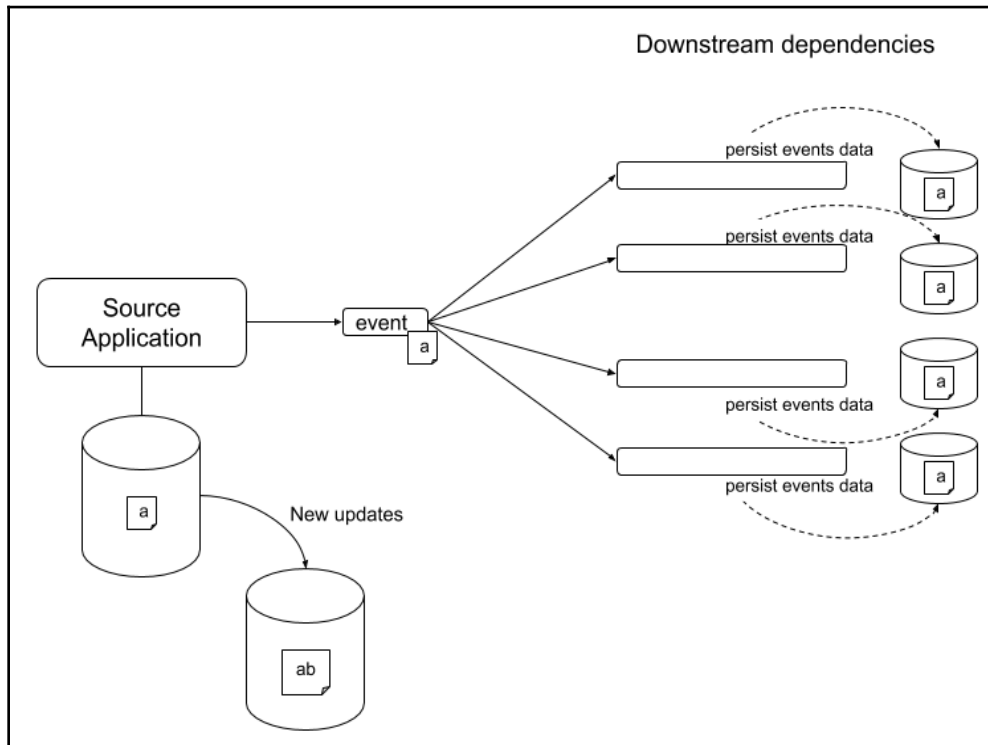 Downstream dependencies
persist events data
a
persist events data
a
Source
Application
event
a
a
persist events data
a
persist events data
a
New updates
ab